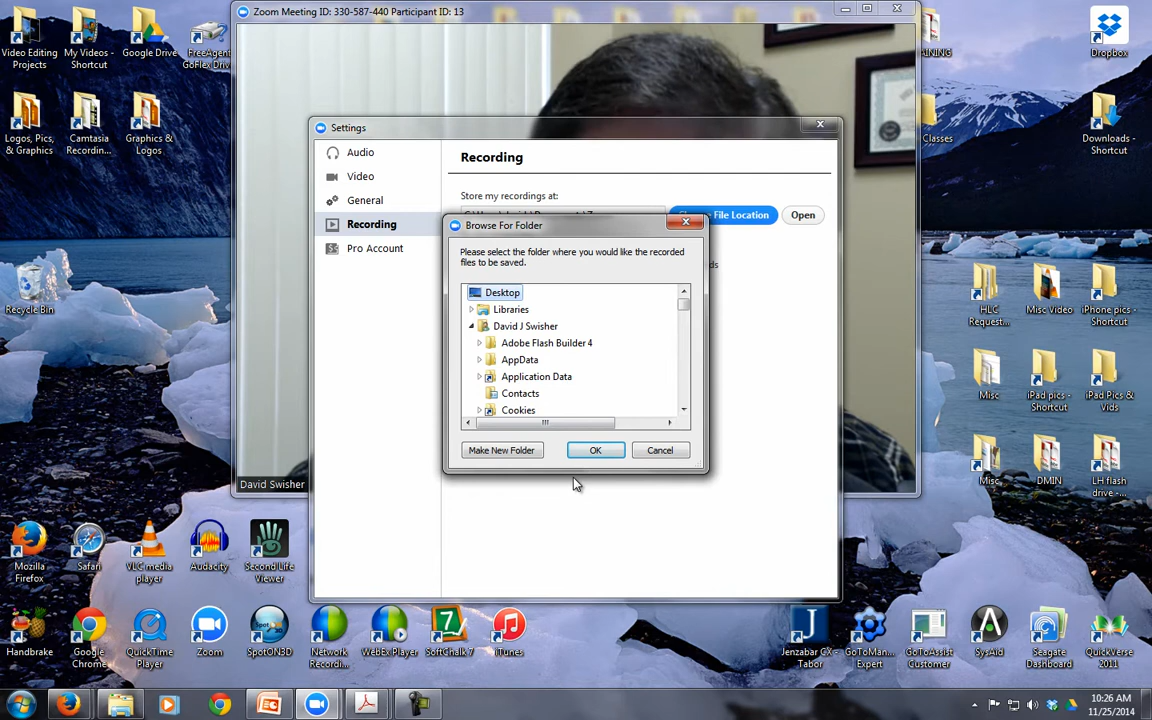 Zoom Meeting ID: 330-587-440 Participant ID: 13
Video Editing
Projects
My Videos -
Shortcut
Google Drive
FreeAgent
GoFlex Driv
Dropbox
Logos, Pics,
& Graphics
Camtasia
Recordin...
Graphics &
Logos
Classes
Downloads -
Shortcut
Settings
Audio
Video
General
Recording
Pro Account
Recording
Store my recordings at:
File Location
Open
Browse For Folder
Please select the folder where you would like the recorded
files to be saved.
Desktop
Libraries
David J Swisher
Adobe Flash Builder 4
AppData
Application Data
Contacts
Cookies
Make New Folder
OK
Cancel
Recycle Bin
HLC
Request...
Misc Video
iPhone pics -
Shortcut
Misc
iPad pics -
Shortcut
iPad Pics &
Vids
Misc
DMIN
LH flash
drive -...
David Swisher
Mozilla
Firefox
Safari
VLC media
player
Audacity
Second Life
Viewer
Handbrake
Google
Chrome
QuickTime
Player
Zoom
SpotON3D
Network
Recordi...
WebEx Player
SoftChalk 7
iTunes
Jenzabar CX -
Tabor
GoToMan...
Expert
GoToAssist
Customer
SysAid
Seagate
Dashboard
QuickVerse
2011
10:26 AM
11/25/2014